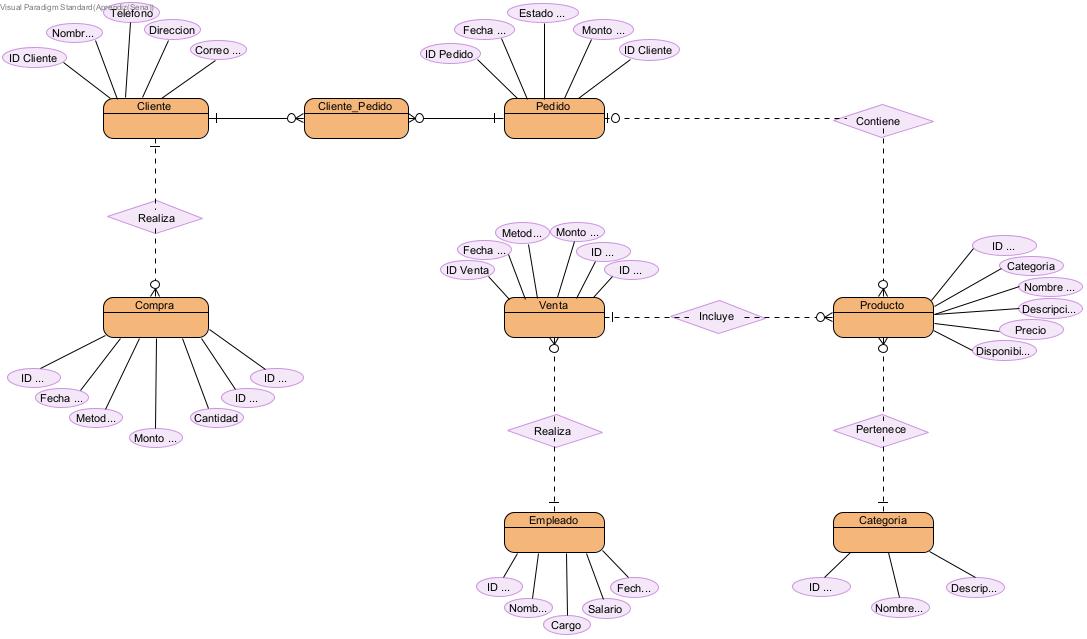 Visual Paradigm Standard(Aprendiz(Sena))
Telefono
Nombr...
Direccion
ID Cliente
Correo ...
Estado ...
Fecha ...
Monto ...
ID Pedido
ID Cliente
Cliente
Cliente_Pedido
Pedido
Contiene
Realiza
Metod...
Monto ...
Fecha ...
ID ...
ID Venta
ID ...
ID ...
Categoria
Nombre ...
Descripci...
Precio
Disponibi...
Compra
Venta
Incluye
Producto
ID ...
Fecha ...
Metod...
Monto ...
Cantidad
ID ...
ID ...
Realiza
Pertenece
Empleado
Categoria
ID ...
Nomb...
Cargo
Salario
Fech...
ID ...
Nombre...
Descrip...